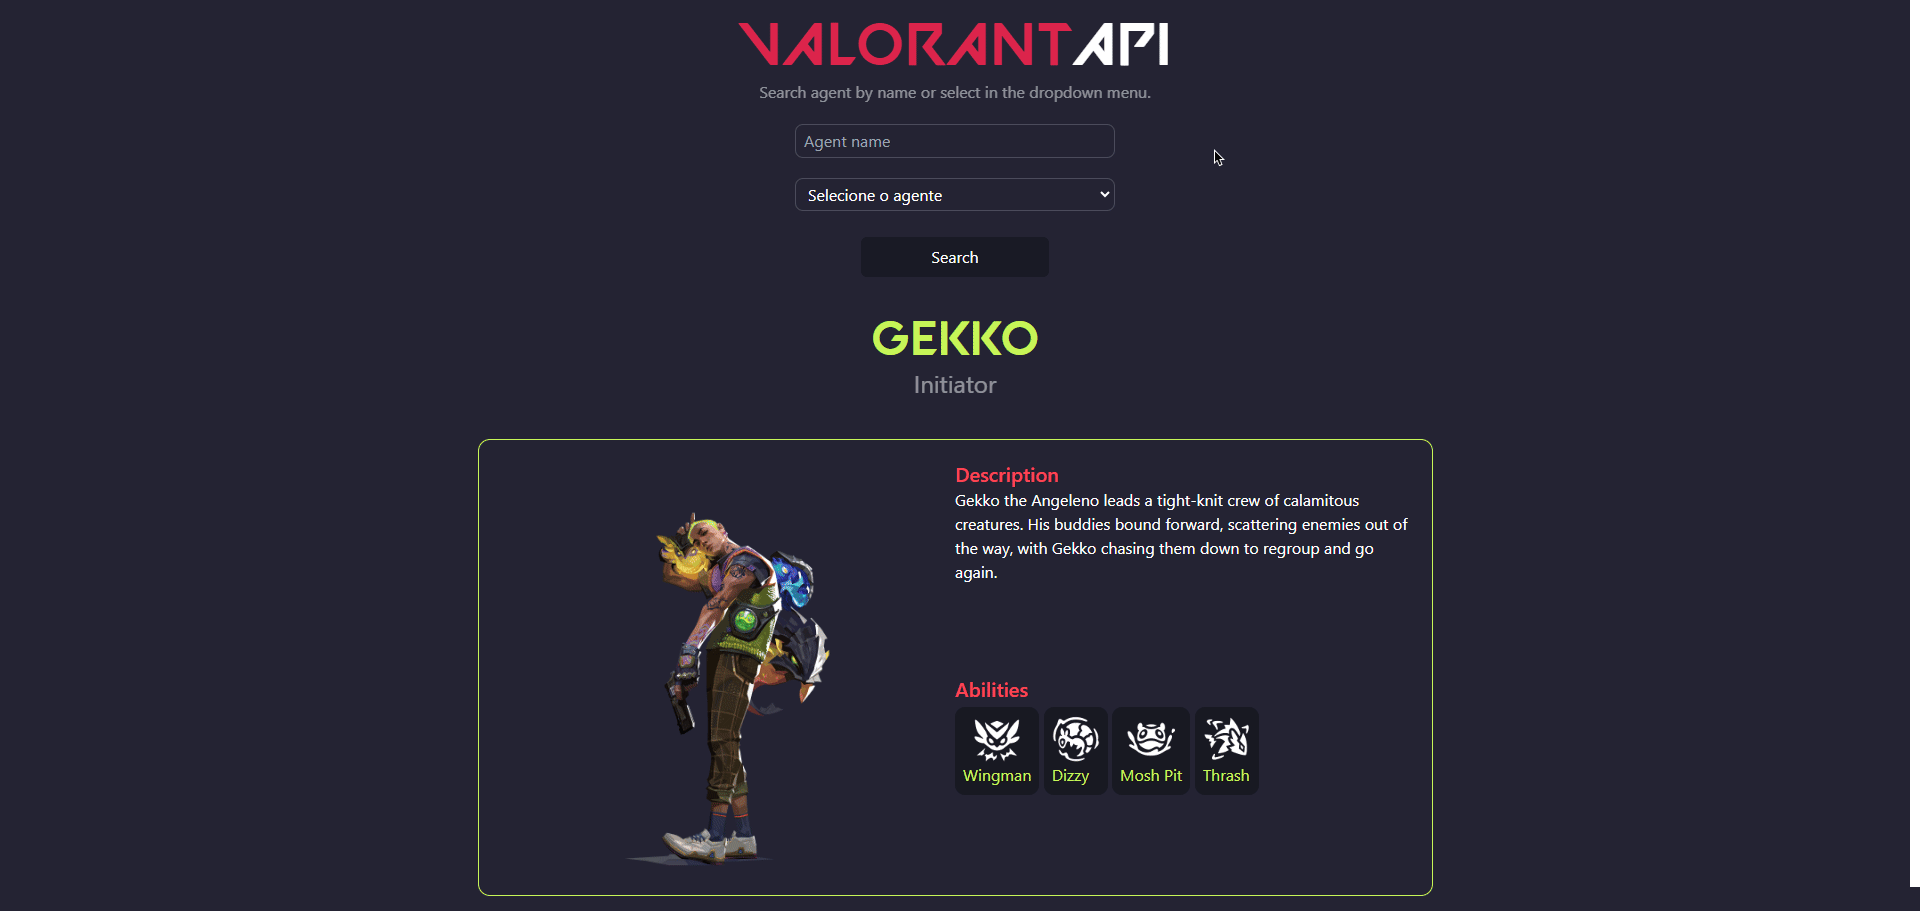 VALORANTAPI
Search agent by name or select in the dropdown menu.
Agent name
Selecione o agente
Search
GEKKO
Initiator
Description
Gekko the Angeleno leads a tight-knit crew of calamitous
creatures. His buddies bound forward, scattering enemies out of
the way, with Gekko chasing them down to regroup and go
again.
Abilities
Wingman Dizzy Mosh Pit Thrash